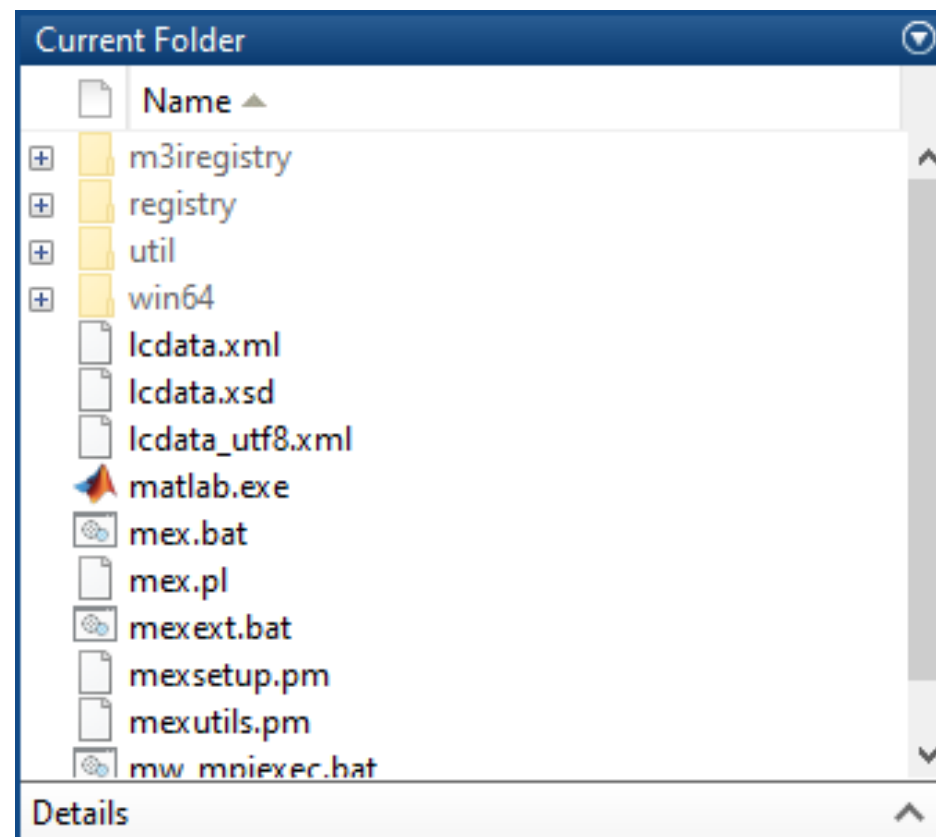 Current Folder
Name
m3iregistry
registry
util
win64
lcdata.xml
lcdata.xsd
lcdata_utf8.xml
matlab.exe
mex.bat
mex.pl
mexext.bat
mexsetup.pm
mexutils.pm
mw_mpiexec.bat
Details